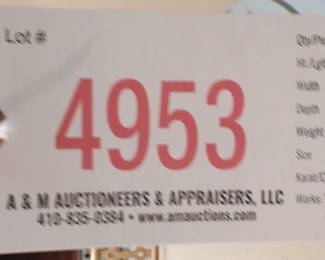 Lot #
4953
A & M AUCTIONEERS & APPRAISERS, LLC
410-835-0384 • www.amauctions.com
Width
Depth
Weight
Size